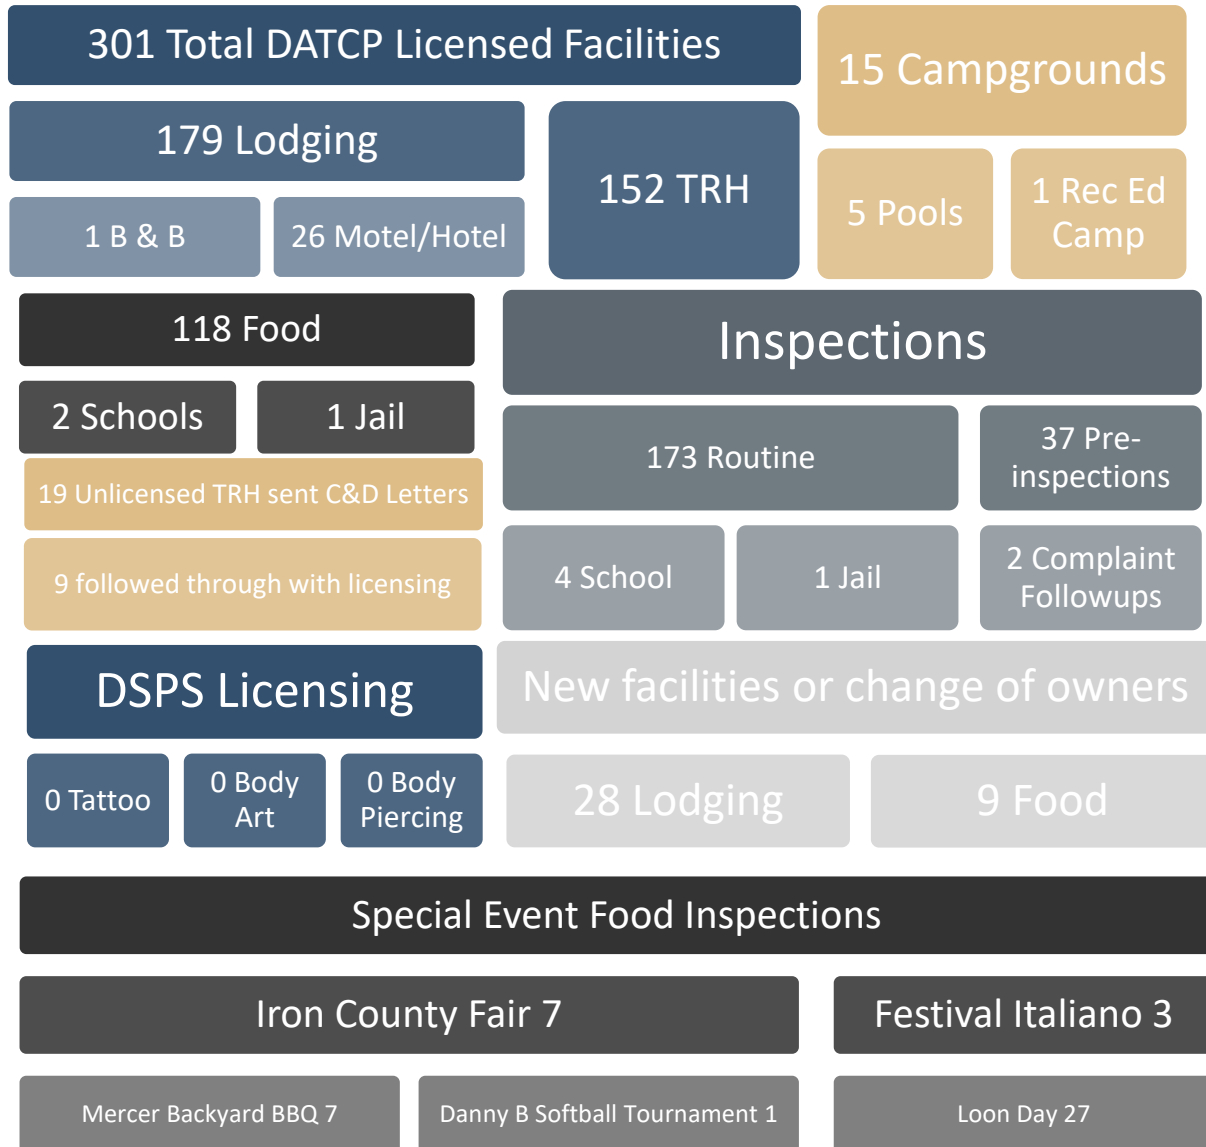 301 Total DATCP Licensed Facilities
15 Campgrounds
179 Lodging
152 TRH
1 B & B
26 Motel/Hotel
5 Pools
1 Rec Ed
Camp
118 Food
Inspections
2 Schools
1 Jail
173 Routine
37 Pre-
inspections
19 Unlicensed TRH sent C&D Letters
9 followed through with licensing
4 School
1 Jail
2 Complaint
Followups
DSPS Licensing
New facilities or change of owners
0 Tattoo
0 Body
Art
0 Body
Piercing
28 Lodging
9 Food
Special Event Food Inspections
Iron County Fair 7
Festival Italiano 3
Mercer Backyard BBQ 7
Danny B Softball Tournament 1
Loon Day 27